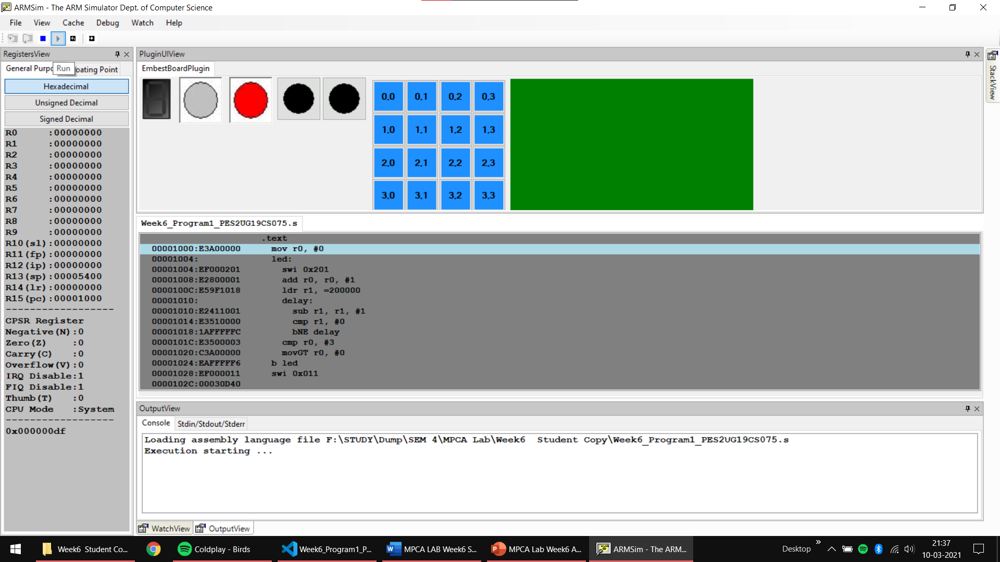 ARMSim - The ARM Simulator Dept. of Computer Science
File View Cache Debug Watch Help
RegistersView
General Purpo
Run
loating Point
Hexadecimal
Unsigned Decimal
Signed Decimal
R0 :00000000
R1 :00000000
R2 :00000000
R3 :00000000
R4 :00000000
R5 :00000000
R6 :00000000
R7 :00000000
R8 :00000000
R9 :00000000
R10(sl):00000000
R11(fp):00000000
R12(ip):00000000
R13(sp):00005400
R14(lr):00000000
R15(pc):00001000
-------------------
CPSR Register
Negative(N):0
Zero(Z) :0
Carry(C) :0
Overflow(V):0
IRQ Disable:1
FIQ Disable:1
Thumb(T) :0
CPU Mode :System
-------------------
0x000000df
PluginUIView
EmbestBoardPlugin
0.0 0.1 0.2 0.3
1.0 1.1 1.2 1.3
2.0 2.1 2.2 2.3
3.0 3.1 3.2 3.3
StackView
Week6_Program1_PES2UG19CS075.s
.text
00001000:E3A00000 mov r0, #0
00001004: led:
00001004:EF000201 swi 0x201
00001008:E2800001 add r0, r0, #1
0000100C:E59F1018 ldr r1, =200000
00001010: delay:
00001010:E2411001 sub r1, r1, #1
00001014:E3510000 cmp r1, #0
00001018:1AFFFFFC bNE delay
0000101C:E3500003 cmp r0, #3
00001020:C3A00000 movGT r0, #0
00001024:EAFFFFF6 b led
00001028:EF000011 swi 0x011
0000102C:00030D40
OutputView
Console Stdin/Stdout/Stderr
Loading assembly language file F:\STUDY\Dump\SEM 4\MPCA Lab\Week6  Student Copy\Week6_Program1_PES2UG19CS075.s
Execution starting ...
WatchView OutputView
Week6 Student Co...
Coldplay - Birds
Week6_Program1_P...
MPCA LAB Week6 S...
MPCA Lab Week6 A...
ARMSim - The ARM...
Desktop
21:37
10-03-2021